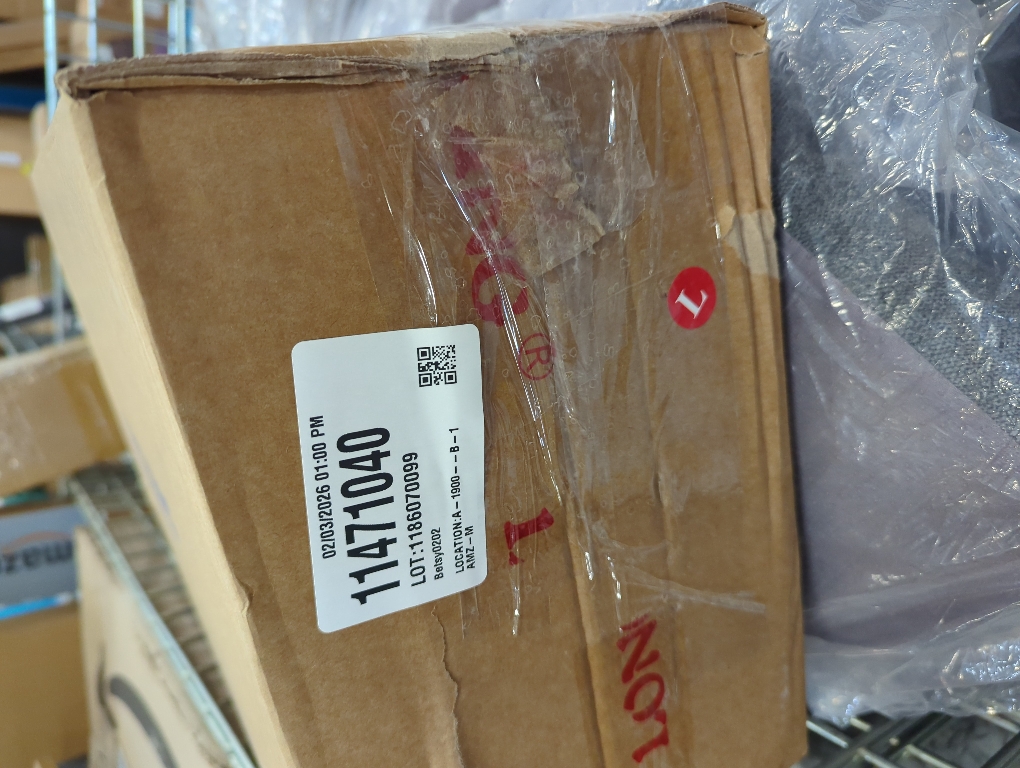 02/03/2026 01:00 PM
11471040
LOT:1186070099
Betsy0202
LOCATION:A-1900--B-1
AMZ-M
®
L
L